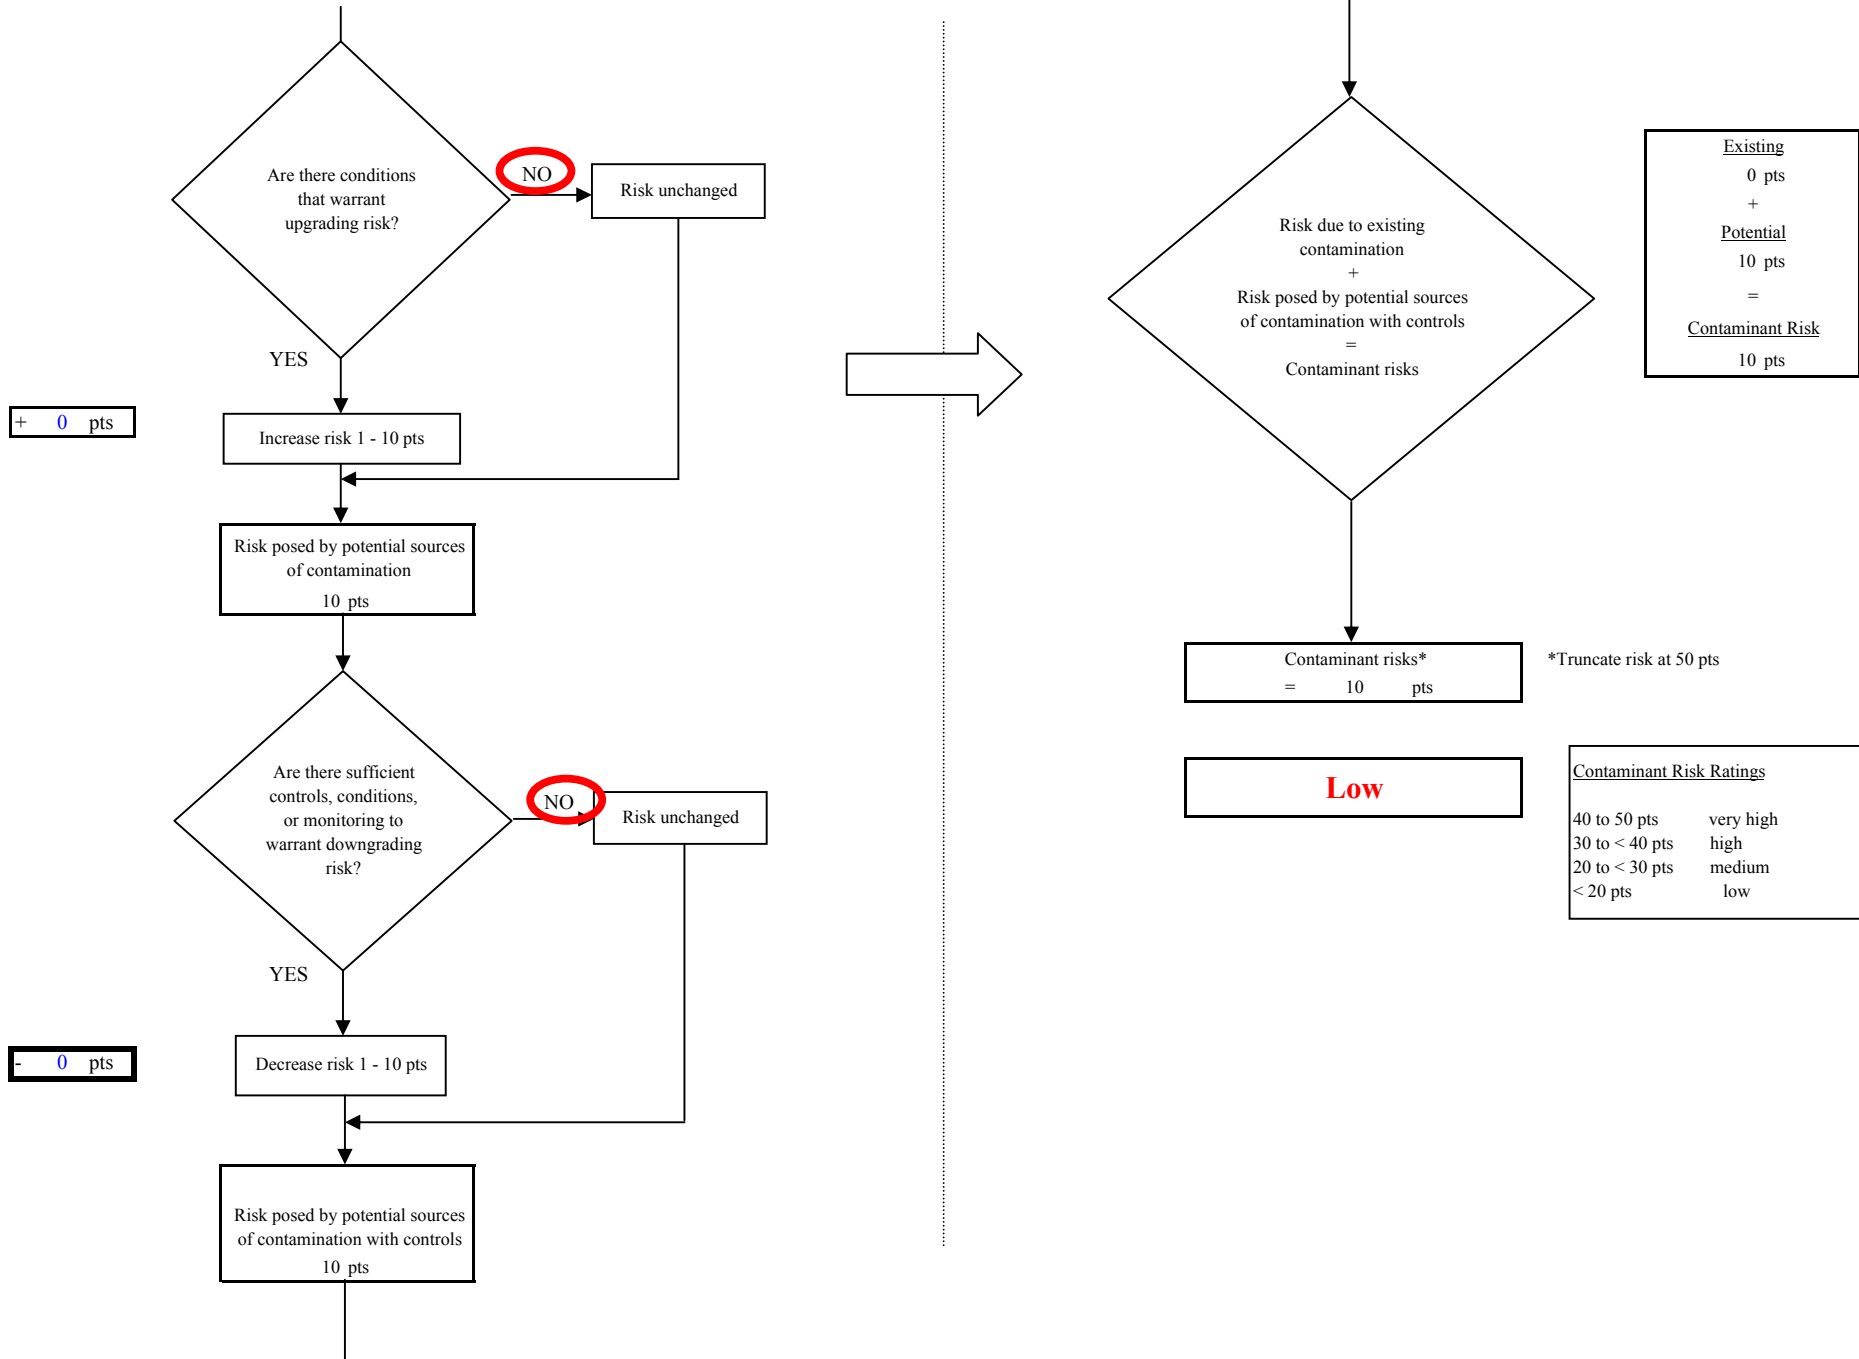 Are there conditions
that warrant
upgrading risk?
NO
Risk unchanged
YES
+ 0 pts
Increase risk 1 - 10 pts
Risk posed by potential sources
of contamination
10 pts
Are there sufficient
controls, conditions,
or monitoring to
warrant downgrading
risk?
NO
Risk unchanged
YES
- 0 pts
Decrease risk 1 - 10 pts
Risk posed by potential sources
of contamination with controls
10 pts
Risk due to existing
contamination
+
Risk posed by potential sources
of contamination with controls
=
Contaminant risks
Existing
0 pts
+
Potential
10 pts
=
Contaminant Risk
10 pts
Contaminant risks*
= 10 pts
*Truncate risk at 50 pts
Low
Contaminant Risk Ratings
40 to 50 pts very high
30 to < 40 pts high
20 to < 30 pts medium
< 20 pts low